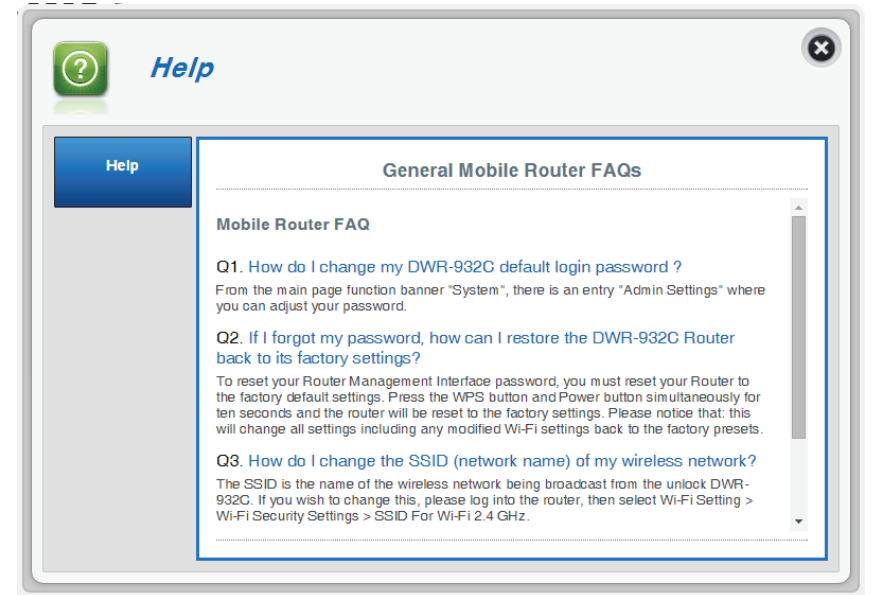 ?
Help
Help
General Mobile Router FAQs
Mobile Router FAQ
Q1. How do I change my DWR-932C default login password ?
From the main page function banner "System", there is an entry "Admin Settings" where
you can adjust your password.
Q2. If I forgot my password, how can I restore the DWR-932C Router
back to its factory settings?
To reset your Router Management Interface password, you must reset your Router to
the factory default settings. Press the WPS button and Power button simultaneously for
ten seconds and the router will be reset to the factory settings. Please notice that: this
will change all settings including any modified Wi-Fi settings back to the factory presets.
Q3. How do I change the SSID (network name) of my wireless network?
The SSID is the name of the wireless network being broadcast from the unlock DWR-
932C. If you wish to change this, please log into the router, then select Wi-Fi Setting >
Wi-Fi Security Settings > SSID For Wi-Fi 2.4 GHz.